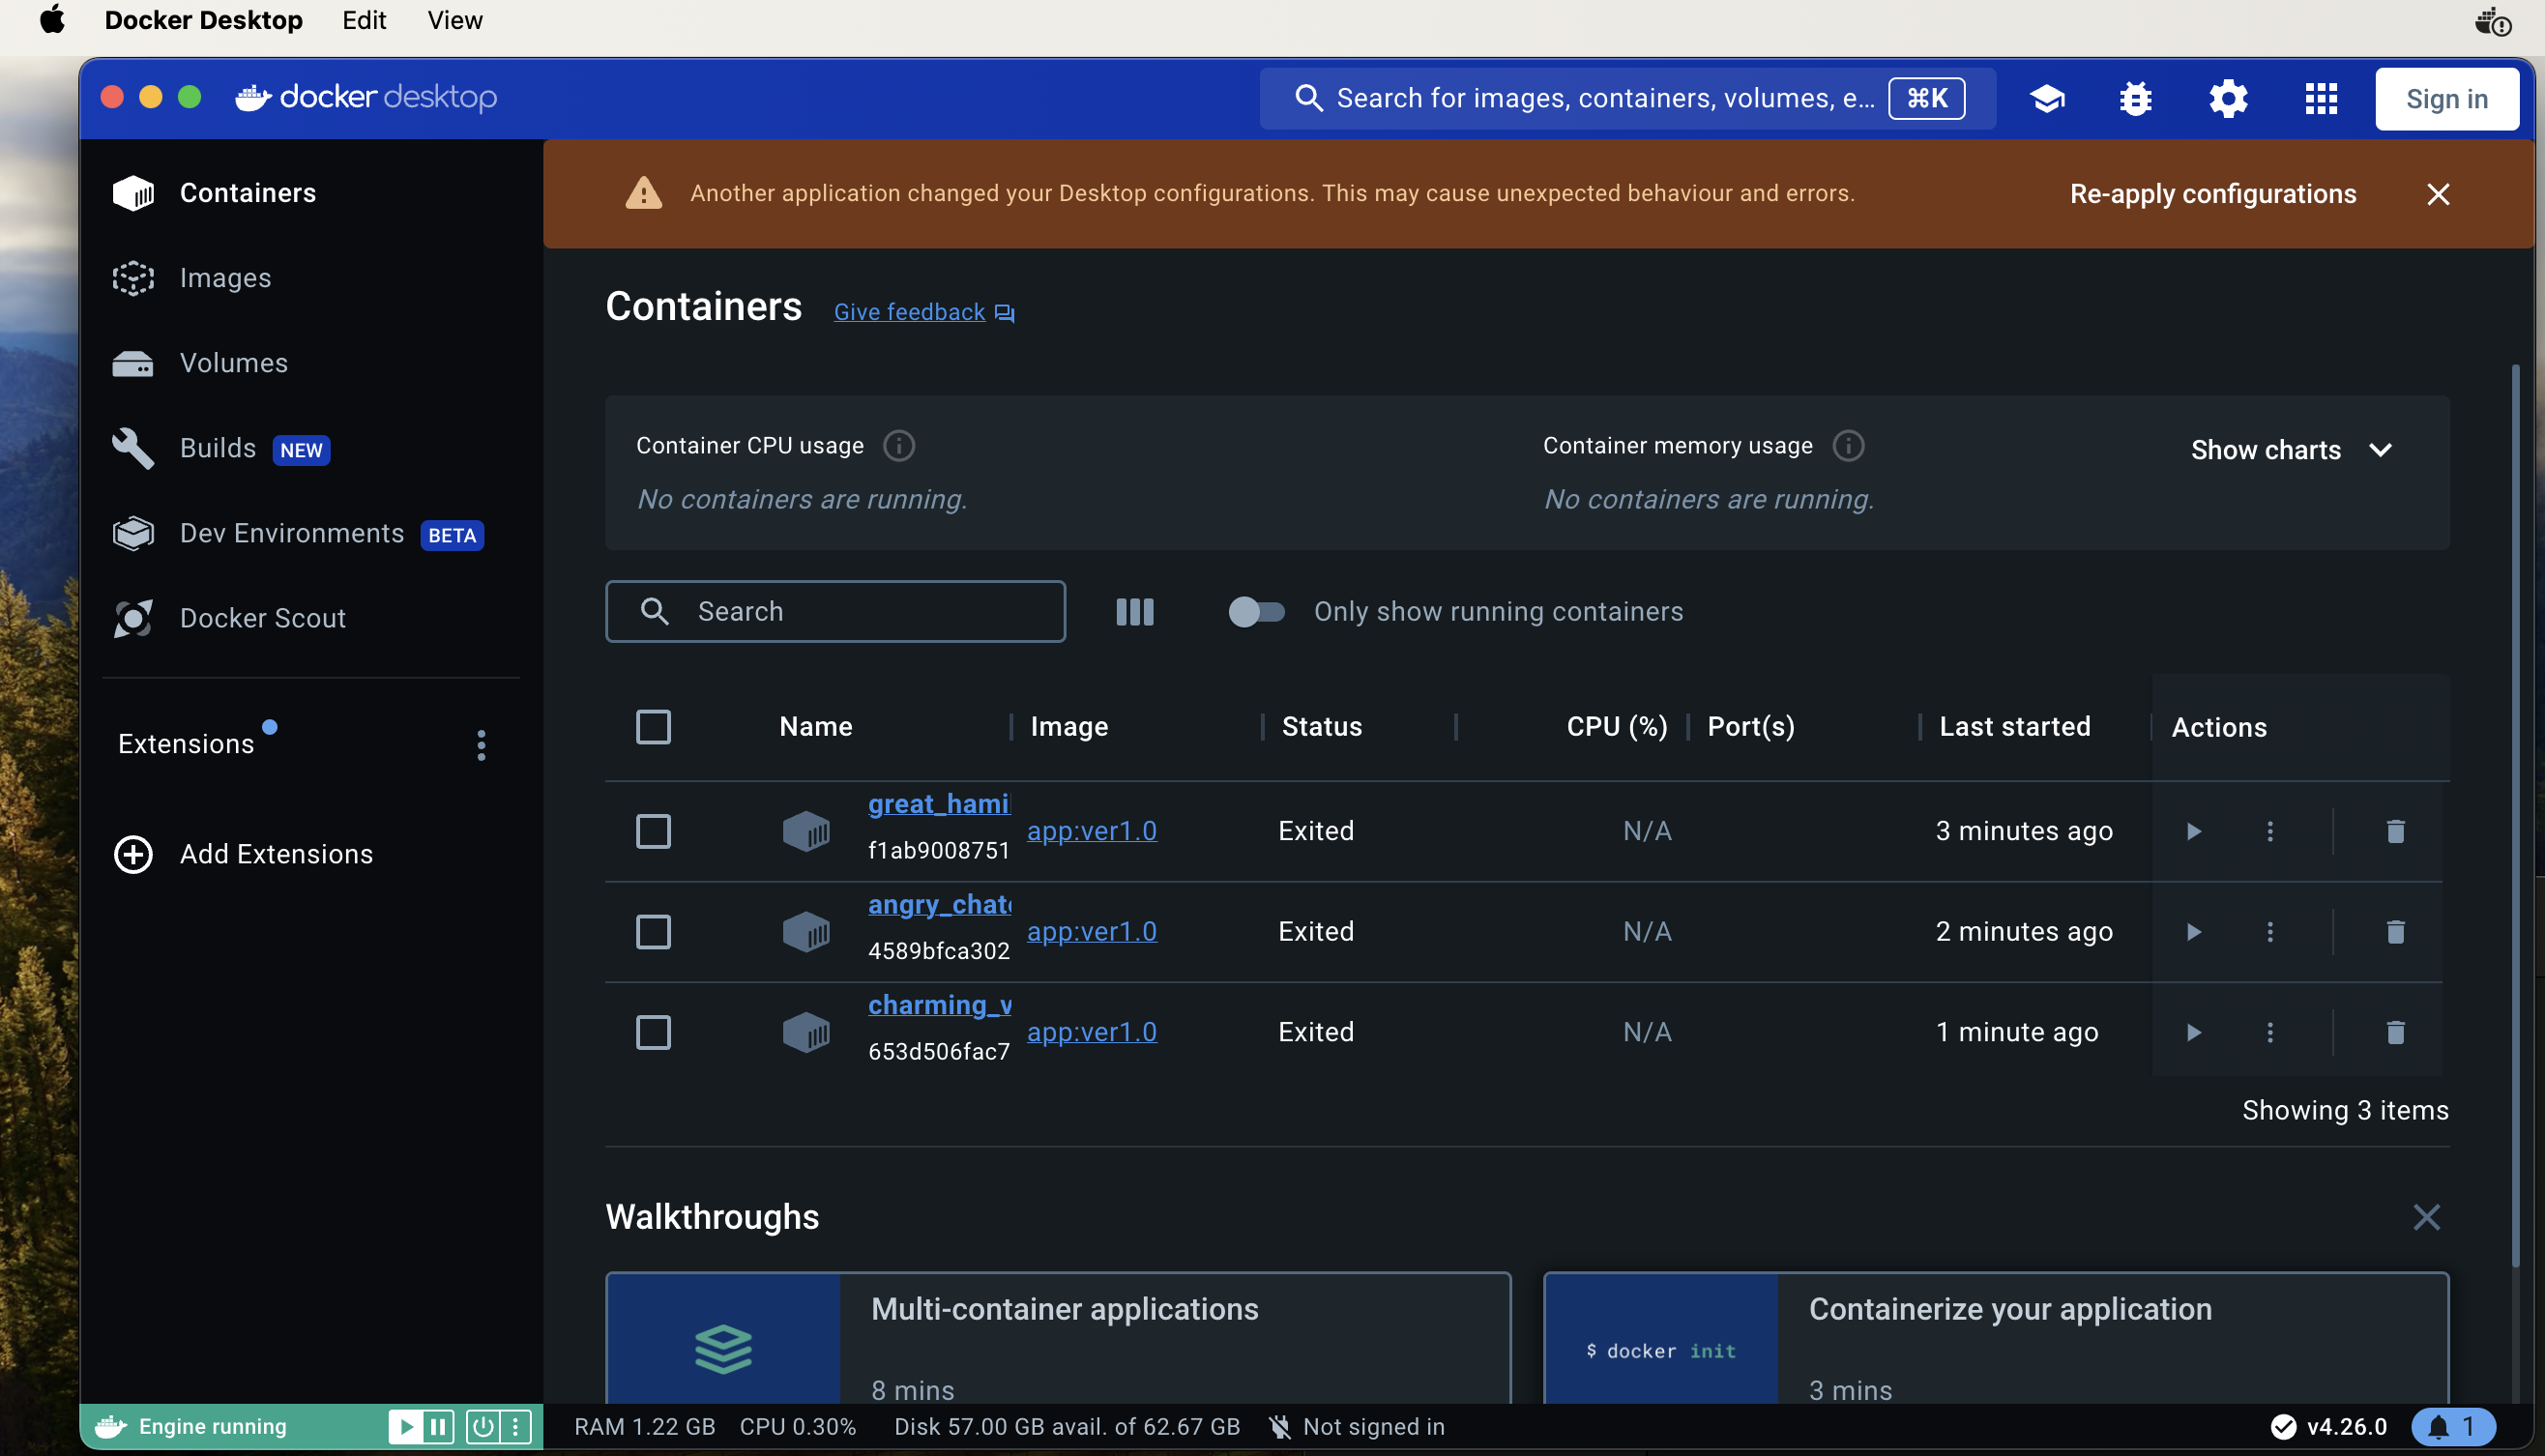 Docker Desktop Edit View
docker desktop
Search for images, containers, volumes, e... ⌘K
Sign in
Containers
Images
Volumes
Builds NEW
Dev Environments BETA
Docker Scout
Extensions
Add Extensions
Another application changed your Desktop configurations. This may cause unexpected behaviour and errors.
Re-apply configurations
Containers Give feedback
Container CPU usage
No containers are running.
Container memory usage
No containers are running.
Show charts
Search
Only show running containers
Name Image Status CPU (%) Port(s) Last started Actions
great_hami
f1ab9008751
app:ver1.0 Exited N/A 3 minutes ago
angry_chat
4589bfca302
app:ver1.0 Exited N/A 2 minutes ago
charming_v
653d506fac7
app:ver1.0 Exited N/A 1 minute ago
Showing 3 items
Walkthroughs
Multi-container applications
8 mins
$ docker init
Containerize your application
3 mins
Engine running
RAM 1.22 GB CPU 0.30% Disk 57.00 GB avail. of 62.67 GB Not signed in
v4.26.0 1